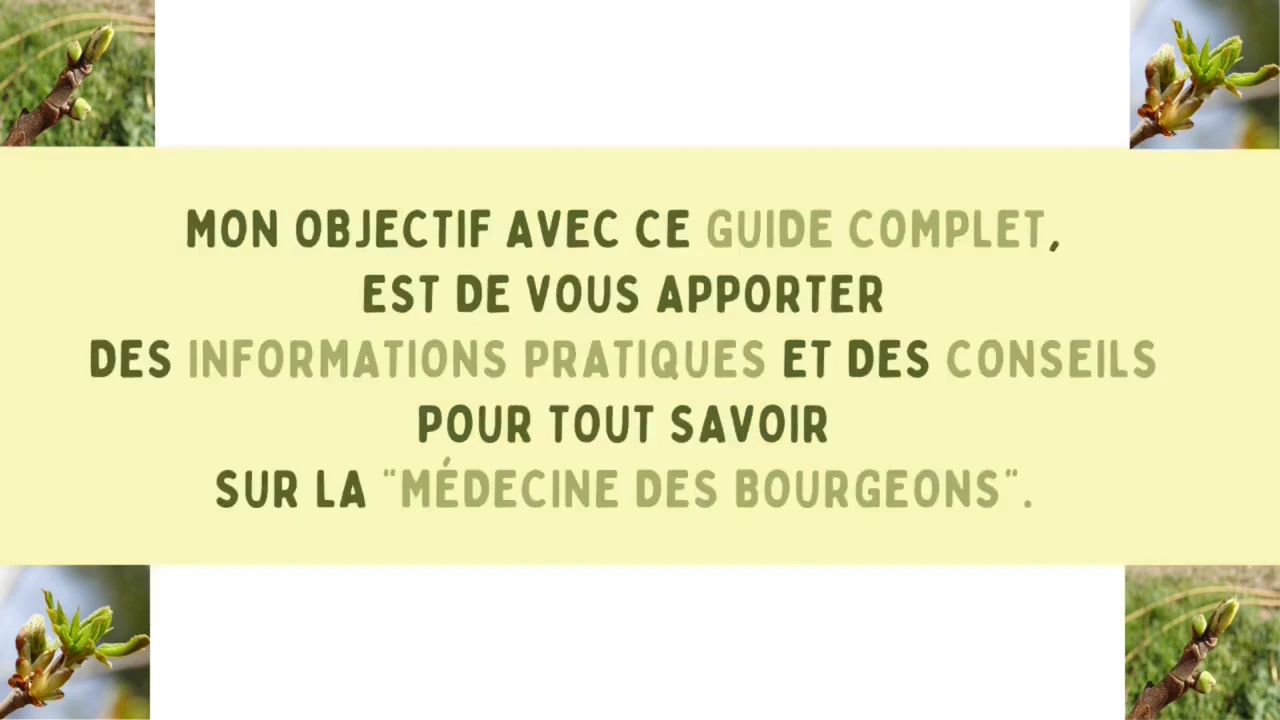 MON OBJECTIF AVEC CE GUIDE COMPLET,
EST DE VOUS APPORTER
DES INFORMATIONS PRATIQUES ET DES CONSEILS
POUR TOUT SAVOIR
SUR LA "MÉDECINE DES BOURGEONS".